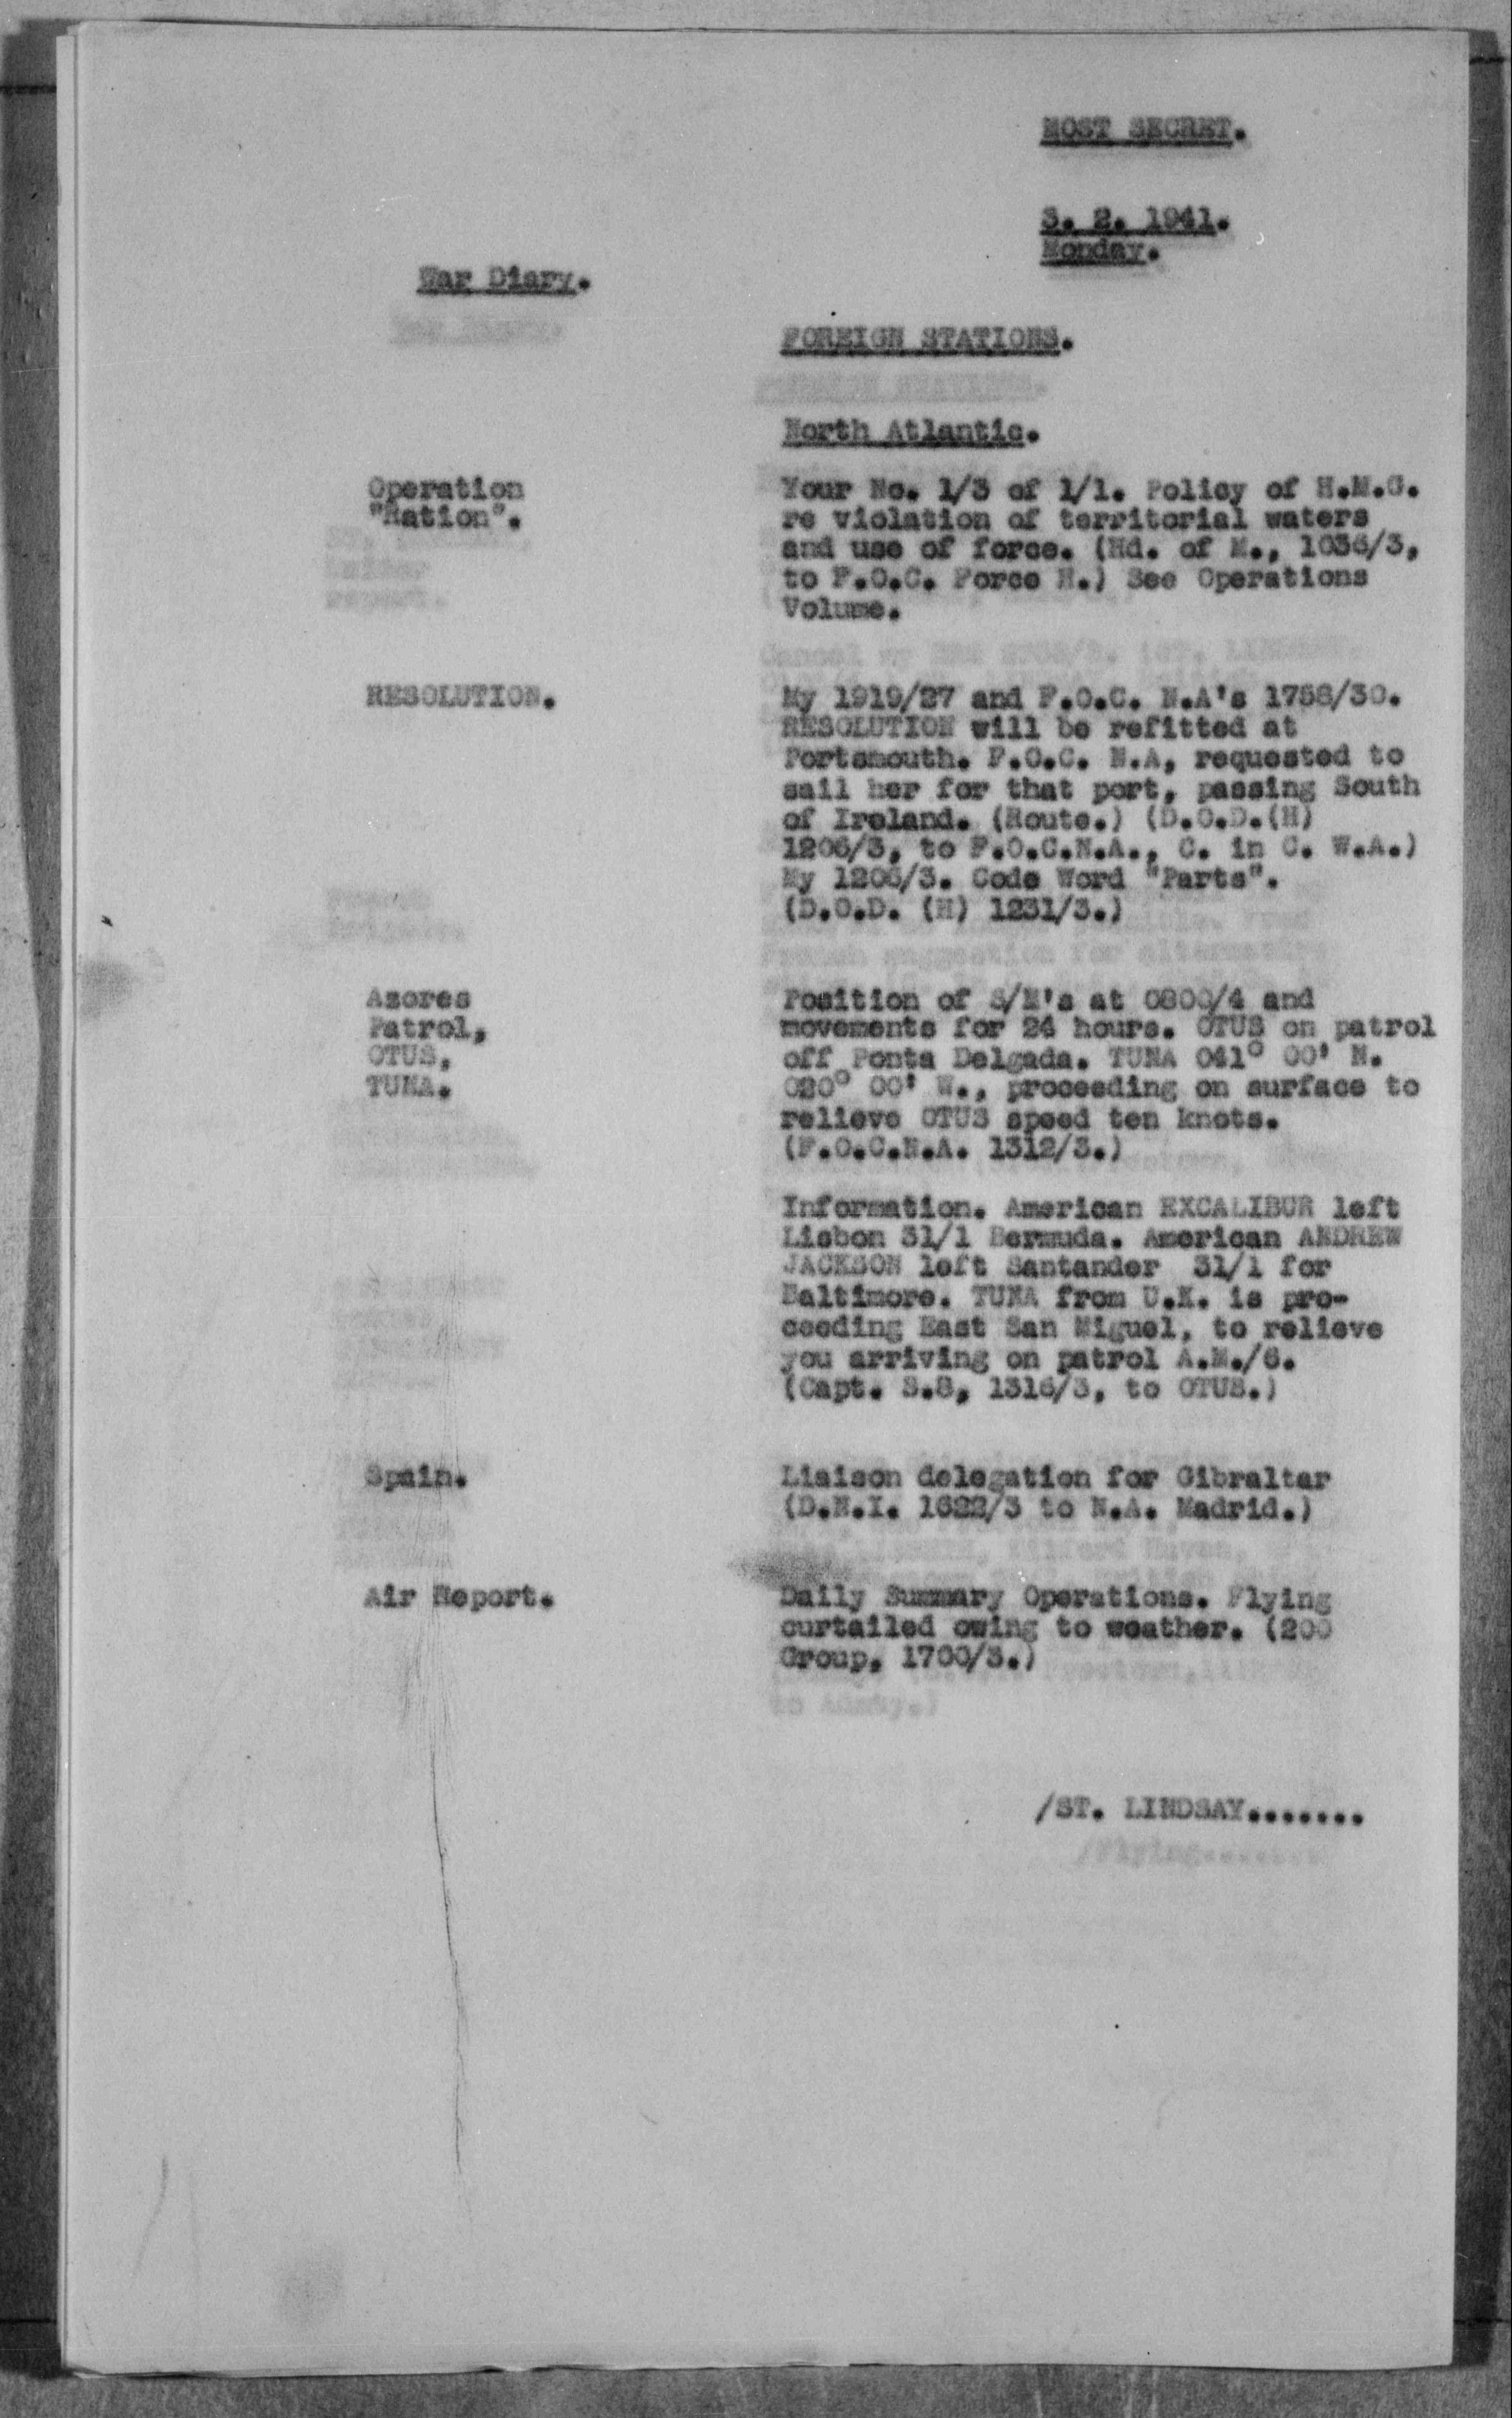 MOST SECRET.
3. 2. 1941.
Monday.
War Diary.
FOREIGN STATIONS.
North Atlantic.
Operation
"Ration".
Your No. 1/3 of 1/1. Policy of H.M.G.
re violation of territorial waters
and use of force. (Hd. of M., 1036/3,
to F.O.C. Force H.) See Operations
Volume.
RESOLUTION.
My 1919/27 and F.O.C. N.A's 1758/30.
RESOLUTION will be refitted at
Portsmouth. F.O.C. N.A, requested to
sail her for that port, passing South
of Ireland. (Route.) (D.O.D.(H)
1206/3, to F.O.C.N.A., C. in C. W.A.)
My 1206/3. Code Word "Parts".
(D.O.D. (H) 1231/3.)
Azores
Patrol,
OTUS,
TUNA.
Position of S/M's at 0800/4 and
movements for 24 hours. OTUS on patrol
off Ponta Delgada. TUNA 041° 00' N.
020° 00' W., proceeding on surface to
relieve OTUS speed ten knots.
(F.O.C.N.A. 1312/3.)
Information. American EXCALIBUR left
Lisbon 31/1 Bermuda. American ANDREW
JACKSON left Santander 31/1 for
Baltimore. TUNA from U.K. is pro-
ceeding East San Miguel, to relieve
you arriving on patrol A.M./6.
(Capt. S.8, 1316/3, to OTUS.)
Spain.
Liaison delegation for Gibraltar
(D.N.I. 1622/3 to N.A. Madrid.)
Air Report.
Daily Summary Operations. Flying
curtailed owing to weather. (200
Group, 1700/3.)
/ST. LINDSAY.......